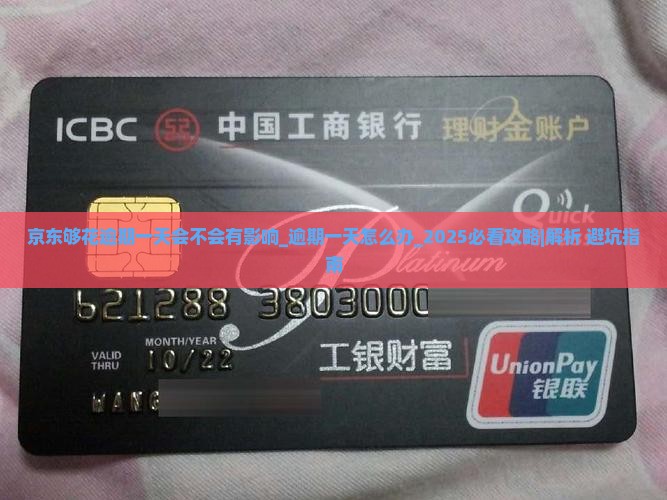 ICBC 中国工商银行 理财金账户
Quick
京东够花逾期一天会不会有影响_逾期一天怎么办_2025必看攻略|解析 避坑指
南
Platinum
621288 3803000
MONTH/YEAR
VALID THRU 10/22
工银财富
UnionPay
银联
WANG